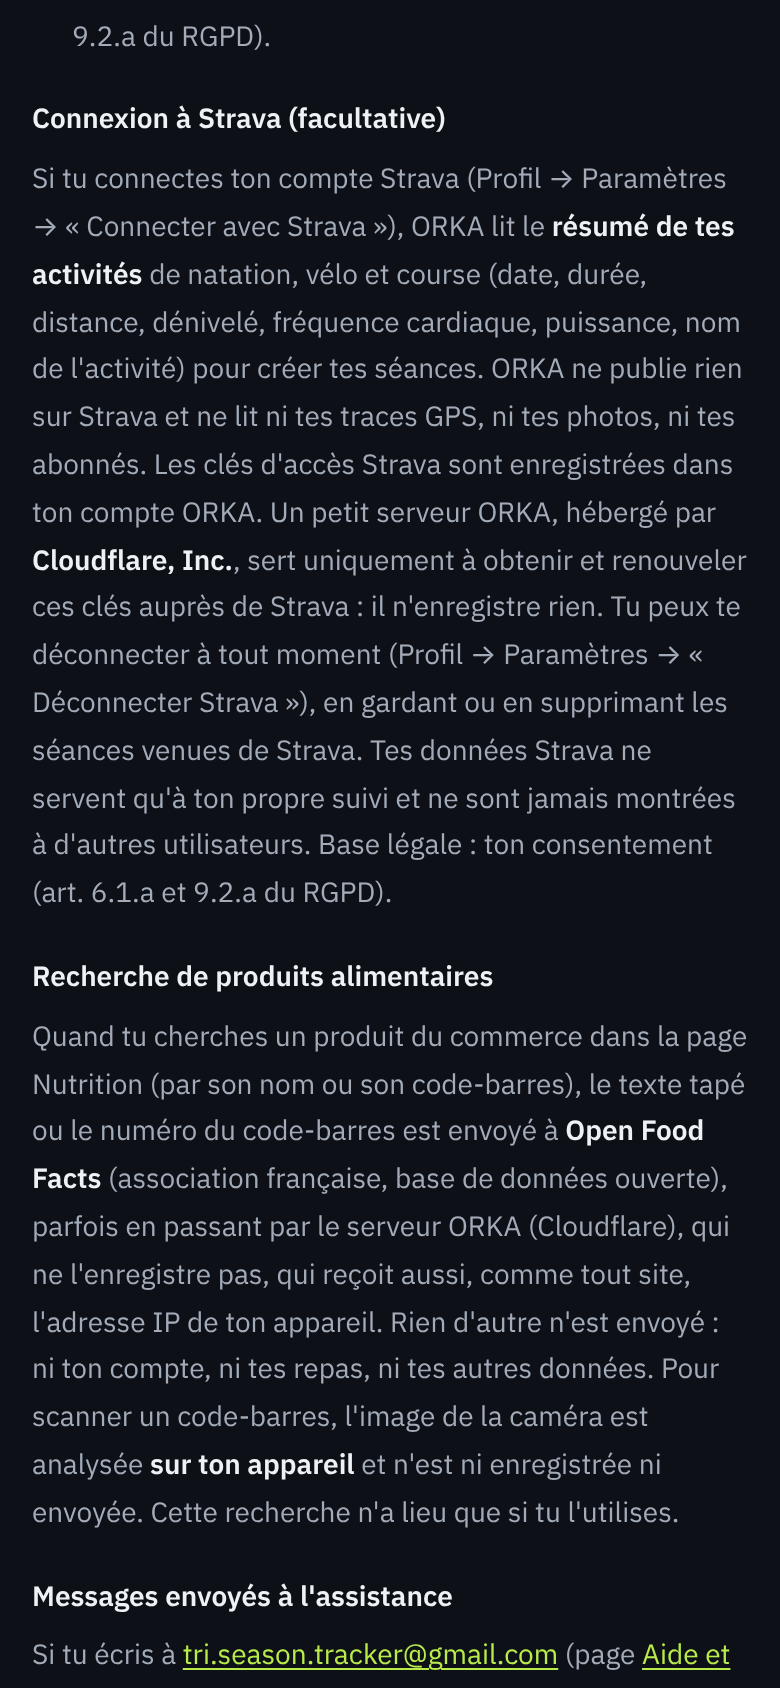 9.2.a du RGPD).
Connexion à Strava (facultative)
Si tu connectes ton compte Strava (Profil → Paramètres
→ « Connecter avec Strava »), ORKA lit le résumé de tes
activités de natation, vélo et course (date, durée,
distance, dénivelé, fréquence cardiaque, puissance, nom
de l'activité) pour créer tes séances. ORKA ne publie rien
sur Strava et ne lit ni tes traces GPS, ni tes photos, ni tes
abonnés. Les clés d'accès Strava sont enregistrées dans
ton compte ORKA. Un petit serveur ORKA, hébergé par
Cloudflare, Inc., sert uniquement à obtenir et renouveler
ces clés auprès de Strava : il n'enregistre rien. Tu peux te
déconnecter à tout moment (Profil → Paramètres → «
Déconnecter Strava »), en gardant ou en supprimant les
séances venues de Strava. Tes données Strava ne
servent qu'à ton propre suivi et ne sont jamais montrées
à d'autres utilisateurs. Base légale : ton consentement
(art. 6.1.a et 9.2.a du RGPD).
Recherche de produits alimentaires
Quand tu cherches un produit du commerce dans la page
Nutrition (par son nom ou son code-barres), le texte tapé
ou le numéro du code-barres est envoyé à Open Food
Facts (association française, base de données ouverte),
parfois en passant par le serveur ORKA (Cloudflare), qui
ne l'enregistre pas, qui reçoit aussi, comme tout site,
l'adresse IP de ton appareil. Rien d'autre n'est envoyé :
ni ton compte, ni tes repas, ni tes autres données. Pour
scanner un code-barres, l'image de la caméra est
analysée sur ton appareil et n'est ni enregistrée ni
envoyée. Cette recherche n'a lieu que si tu l'utilises.
Messages envoyés à l'assistance
Si tu écris à tri.season.tracker@gmail.com (page Aide et